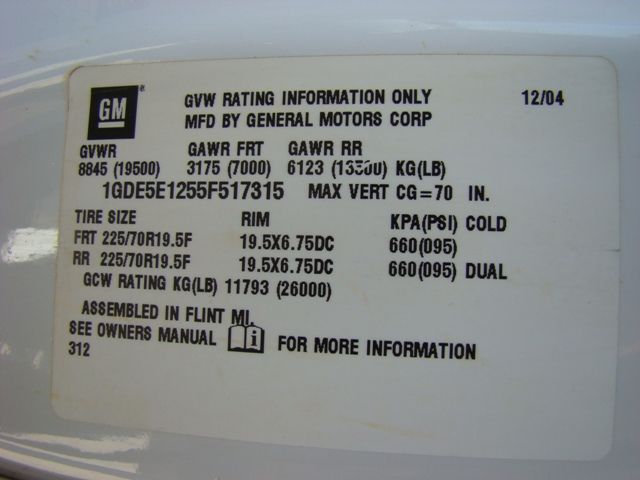 GM ®
GVW RATING INFORMATION ONLY 12/04
MFD BY GENERAL MOTORS CORP
GVWR GAWR FRT GAWR RR
8845 (19500) 3175 (7000) 6123 (13500) KG(LB)
1GDE5E1255F517315 MAX VERT CG=70 IN.
TIRE SIZE RIM KPA(PSI) COLD
FRT 225/70R19.5F 19.5X6.75DC 660(095)
RR 225/70R19.5F 19.5X6.75DC 660(095) DUAL
GCW RATING KG(LB) 11793 (26000)
ASSEMBLED IN FLINT MI.
SEE OWNERS MANUAL i FOR MORE INFORMATION
312